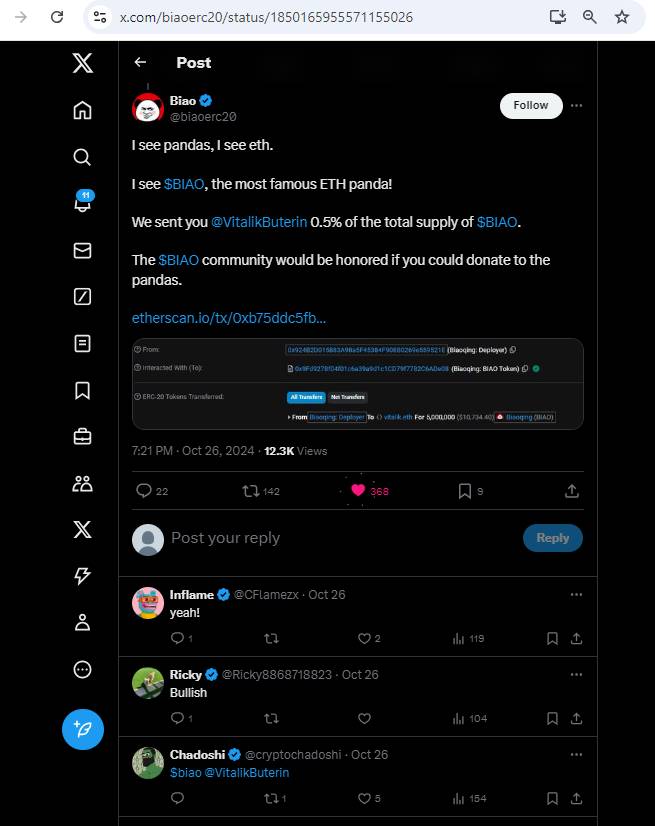 x.com/biaoerc20/status/1850165955571155026
Post
Biao
@biaoerc20
Follow
I see pandas, I see eth.
I see $BIAO, the most famous ETH panda!
11
We sent you @VitalikButerin 0.5% of the total supply of $BIAO.
The $BIAO community would be honored if you could donate to the
pandas.
etherscan.io/tx/0xb75ddc5fb...
From: (Biaoqing: Deployer)
Interacted With (To): (Biaoqing: BIAO Token)
ERC-20 Tokens Transferred: All Transfers Net Transfers
From Biaoqing: Deployer To vitalik.eth For 5,000,000 ($10,734.40) Biaoqing (BIAO)
7:21 PM · Oct 26, 2024 · 12.3K Views
22 142 368 9
Post your reply
Reply
Inflame @CFlamezx · Oct 26
yeah!
1 2 119
Ricky @Ricky8868718823 · Oct 26
Bullish
1 104
Chadoshi @cryptochadoshi · Oct 26
$biao @VitalikButerin
1 5 154